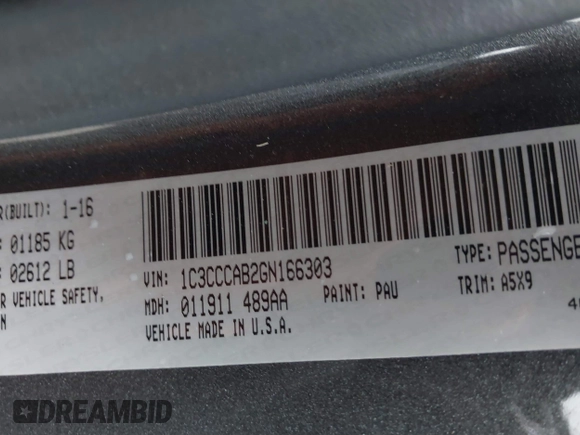 R(BUILT): 1-16
01185 KG
02612 LB
R VEHICLE SAFETY,
N
VIN: 1C3CCCAB2GN166303
MDH: 011911 489AA PAINT: PAU
VEHICLE MADE IN U.S.A.
TYPE: PASSENGE
TRIM: A5X9
DREAMBID